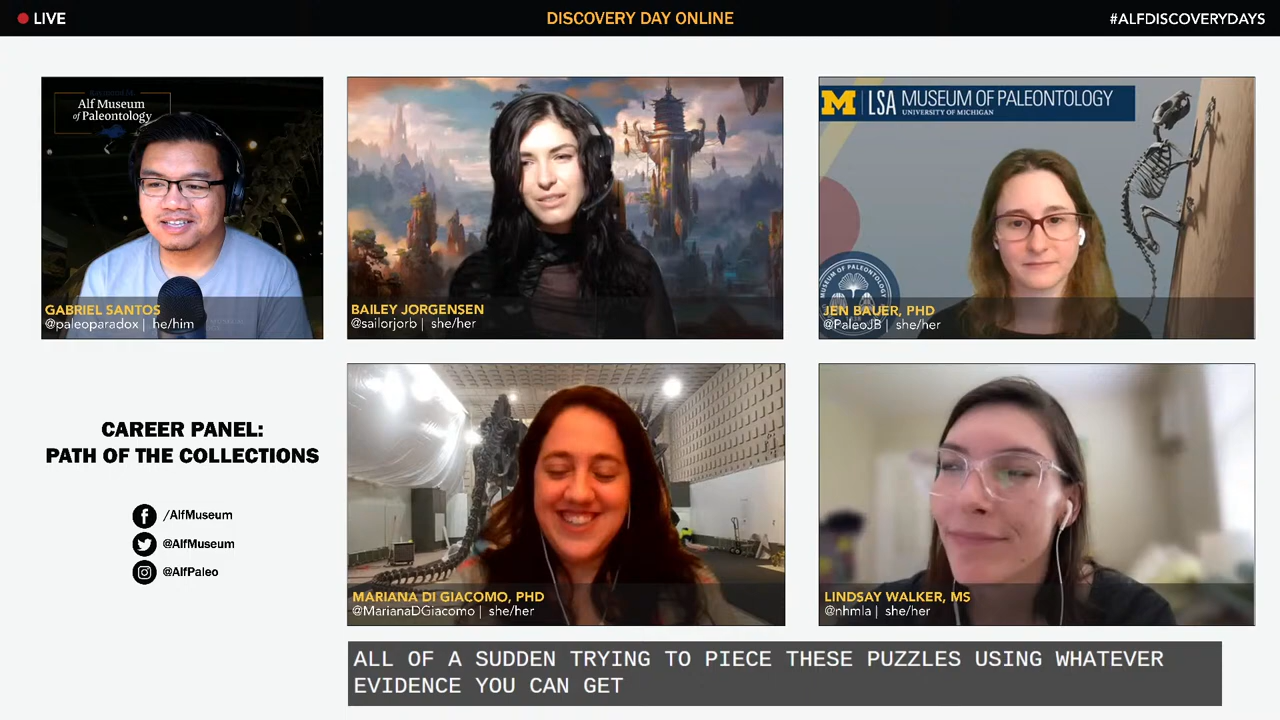 LIVE
DISCOVERY DAY ONLINE
#ALFDISCOVERYDAYS
Alf Museum
of Paleontology
GABRIEL SANTOS
@paleoparadox | he/him
BAILEY JORGENSEN
@sailorjorb | she/her
M LSA MUSEUM OF PALEONTOLOGY
UNIVERSITY OF MICHIGAN
MUSEUM OF PALEONTOLOGY
JEN BAUER, PHD
@PaleoJB | she/her
CAREER PANEL:
PATH OF THE COLLECTIONS
f /AlfMuseum
@AlfMuseum
@AlfPaleo
MARIANA DI GIACOMO, PHD
@MarianaDGiacomo | she/her
LINDSAY WALKER, MS
@nhmla | she/her
ALL OF A SUDDEN TRYING TO PIECE THESE PUZZLES USING WHATEVER
EVIDENCE YOU CAN GET